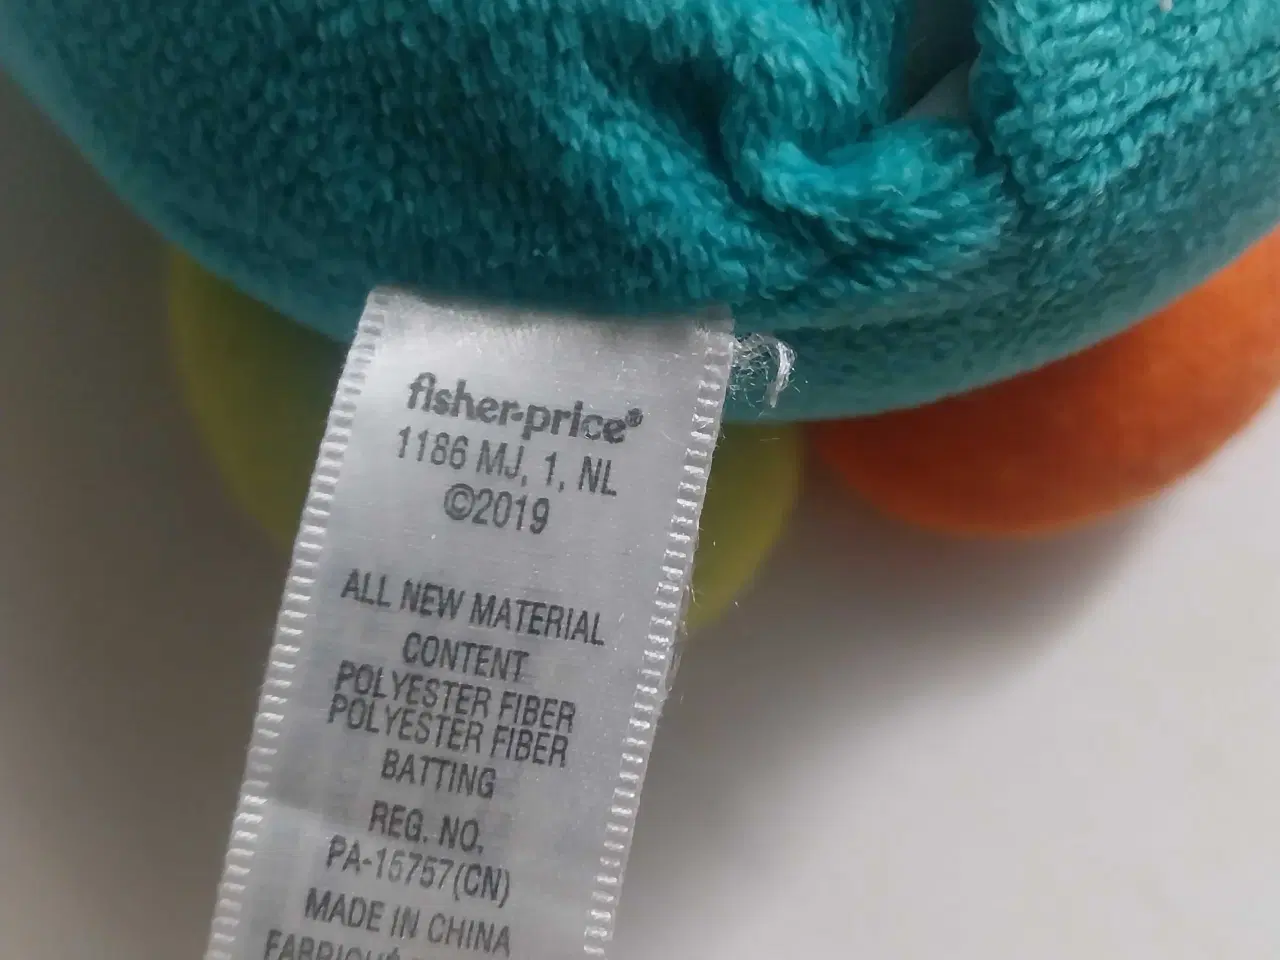 fisher-price®
1186 MJ, 1, NL
©2019
ALL NEW MATERIAL
CONTENT
POLYESTER FIBER
POLYESTER FIBER
BATTING
REG. NO.
PA-15757(CN)
MADE IN CHINA
FABRIQUÉ